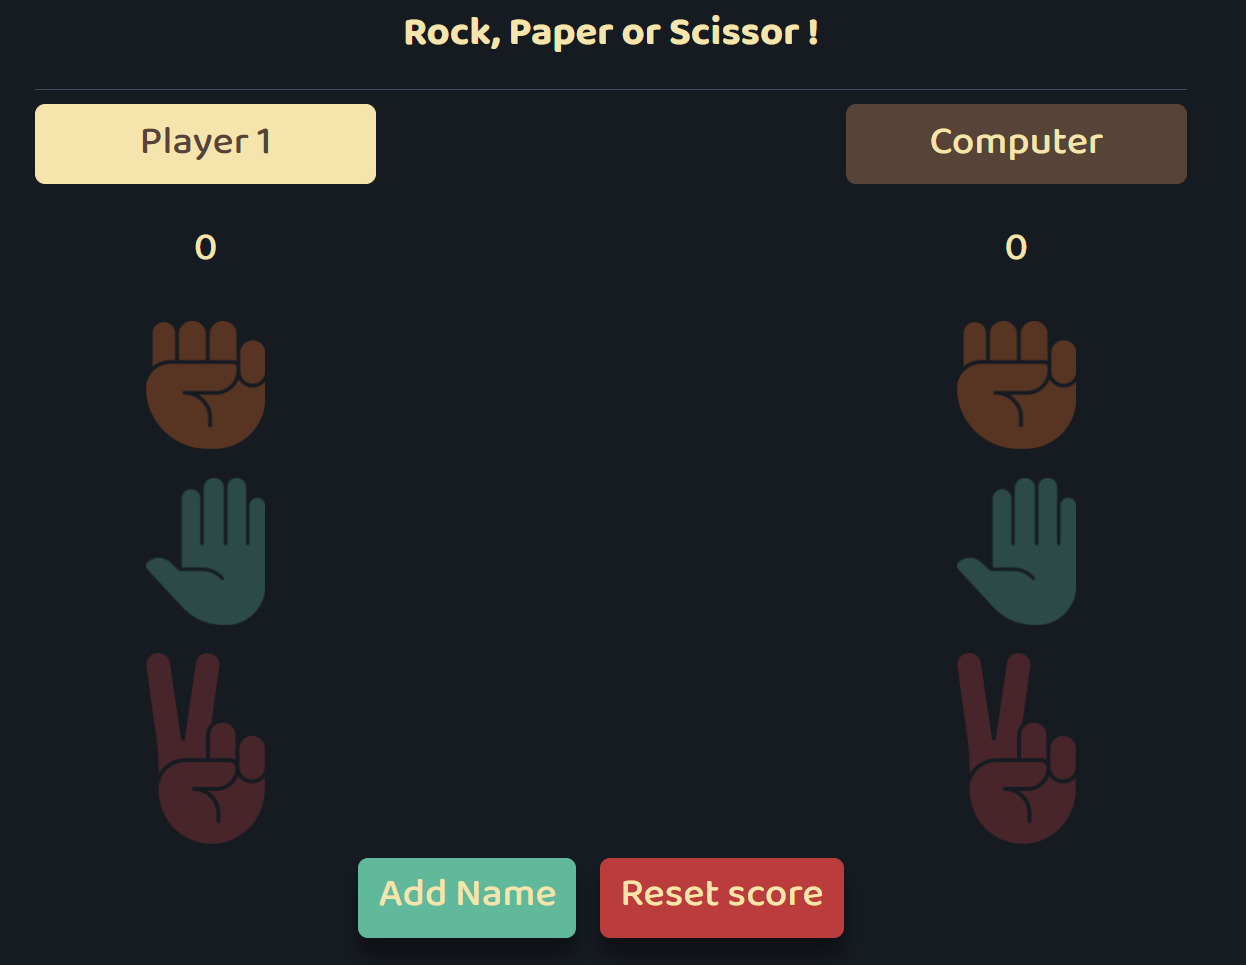 Rock, Paper or Scissor !
Player 1
Computer
0
0
Add Name
Reset score